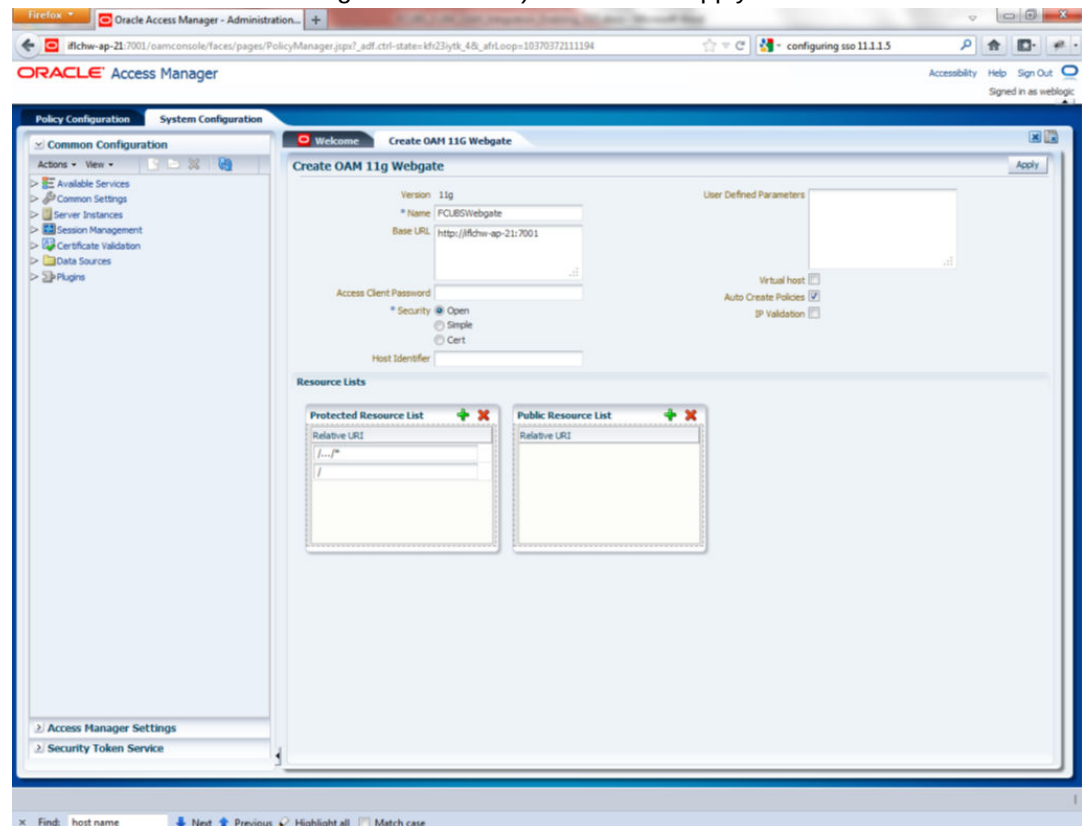 Firefox
Oracle Access Manager - Administration...
iflchw-ap-21:7001/oamconsole/faces/pages/PolicyManager.jspx?_adf.ctrl-state=kfr23iytk_4&_afrLoop=10370372111194
configuring sso 11.1.1.5
ORACLE Access Manager
Accessibility Help Sign Out
Signed in as weblogic
Policy Configuration System Configuration
Common Configuration
Welcome Create OAM 11G Webgate
Actions View
Create OAM 11g Webgate
Apply
Available Services
Common Settings
Server Instances
Session Management
Certificate Validation
Data Sources
Plugins
Version 11g
* Name FCUBSWebgate
Base URL http://iflchw-ap-21:7001
Access Client Password
* Security Open
Simple
Cert
Host Identifier
User Defined Parameters
Virtual host
Auto Create Policies
IP Validation
Resource Lists
Protected Resource List
Relative URI
/.../*
/
Public Resource List
Relative URI
Access Manager Settings
Security Token Service
× Find: host name Next Previous Highlight all Match case